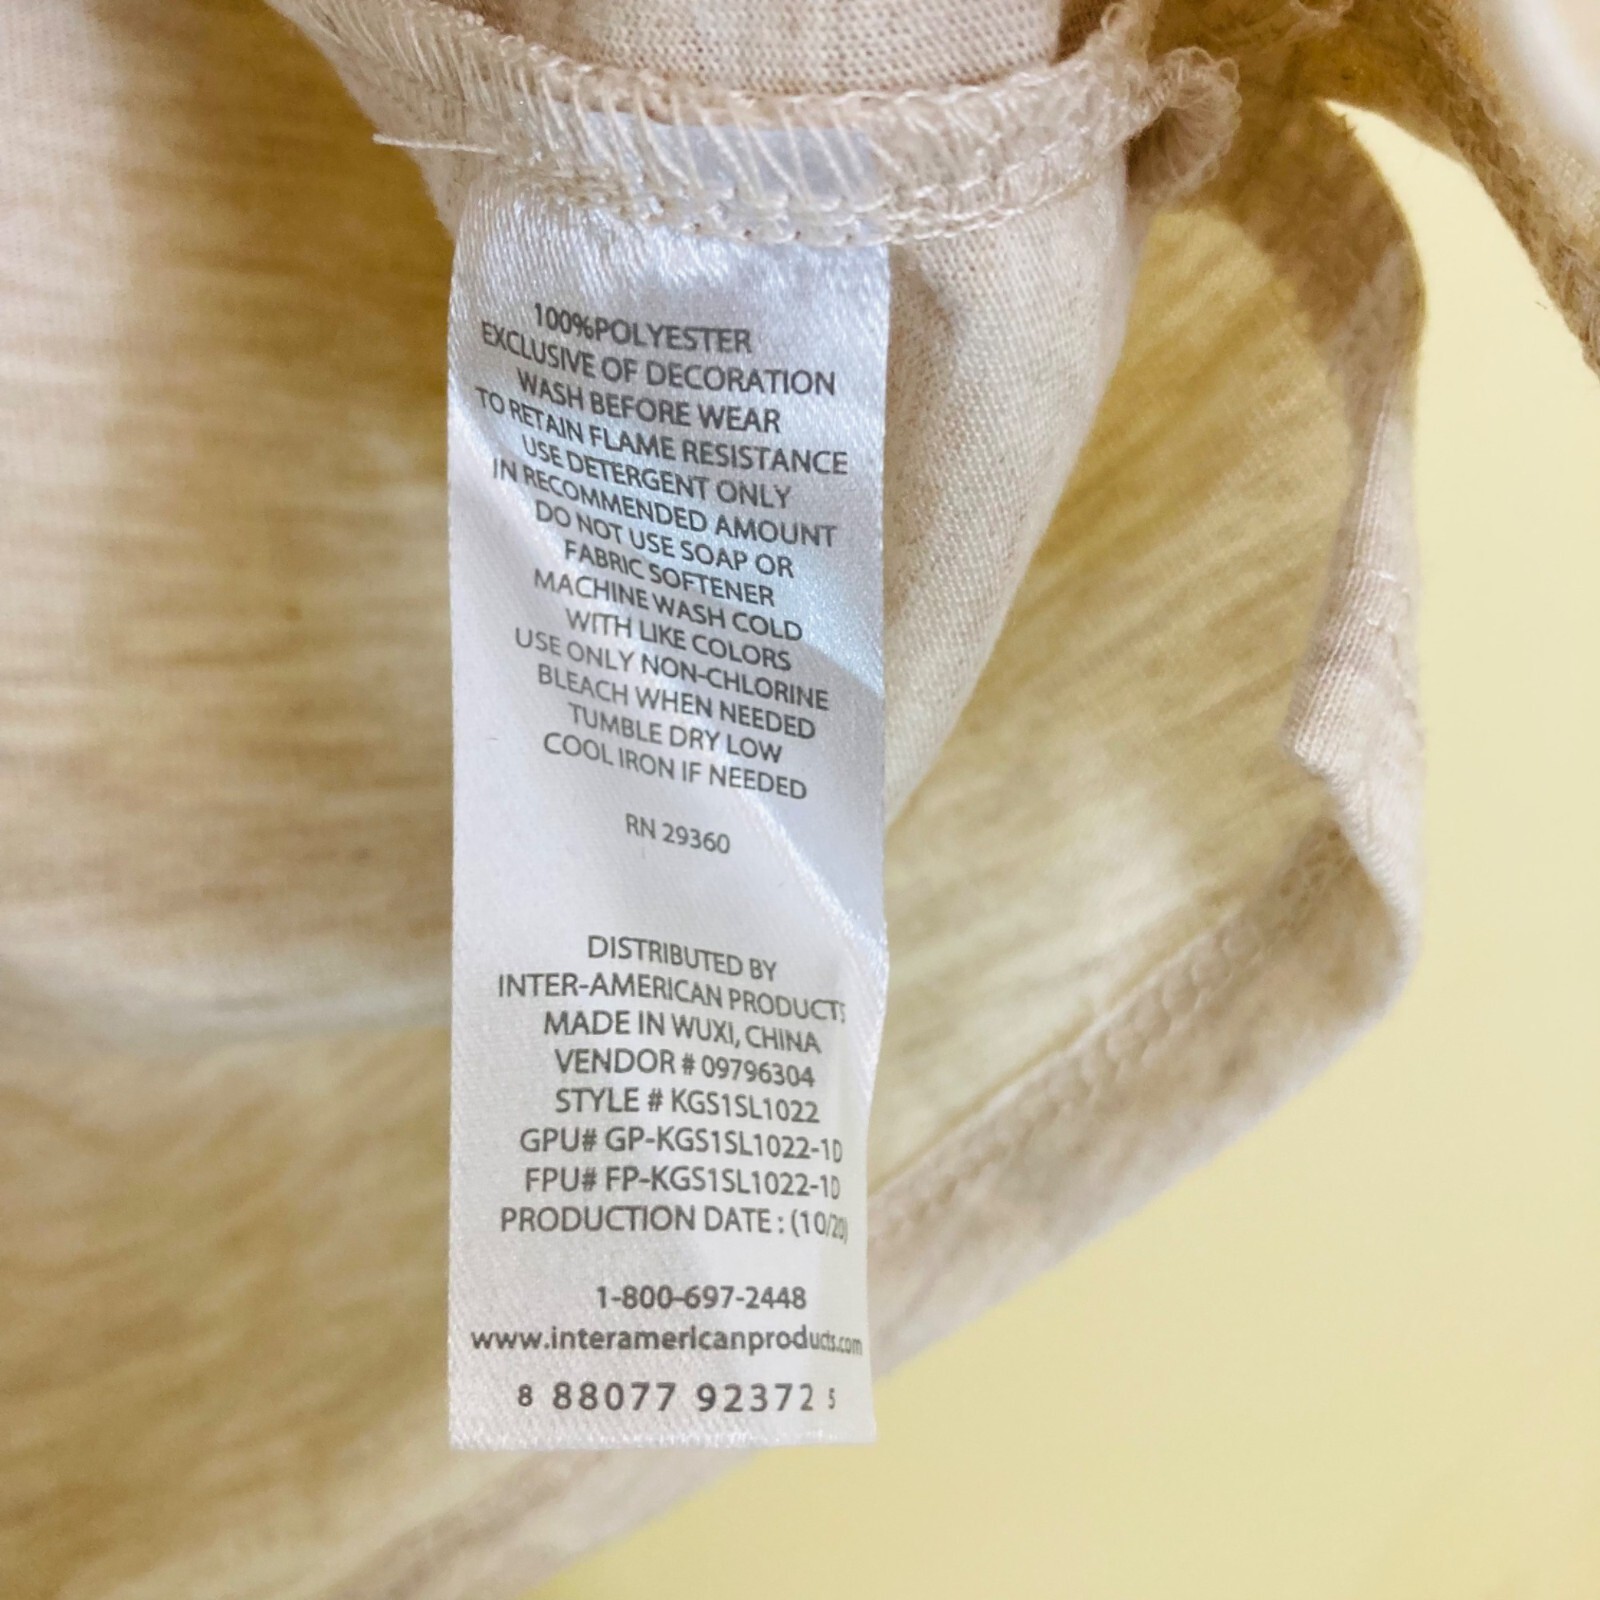 100%POLYESTER
EXCLUSIVE OF DECORATION
WASH BEFORE WEAR
TO RETAIN FLAME RESISTANCE
USE DETERGENT ONLY
IN RECOMMENDED AMOUNT
DO NOT USE SOAP OR
FABRIC SOFTENER
MACHINE WASH COLD
WITH LIKE COLORS
USE ONLY NON-CHLORINE
BLEACH WHEN NEEDED
TUMBLE DRY LOW
COOL IRON IF NEEDED
RN 29360
DISTRIBUTED BY
INTER-AMERICAN PRODUCTS
MADE IN WUXI, CHINA
VENDOR # 09796304
STYLE # KGS1SL1022
GPU# GP-KGS1SL1022-1D
FPU# FP-KGS1SL1022-1D
PRODUCTION DATE : (10/20)
1-800-697-2448
www.interamericanproducts.com
8 88077 92372 5